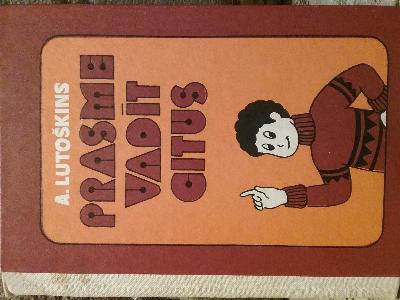 A. LUTOŠKINS
PRASME
VADĪT
CITUS